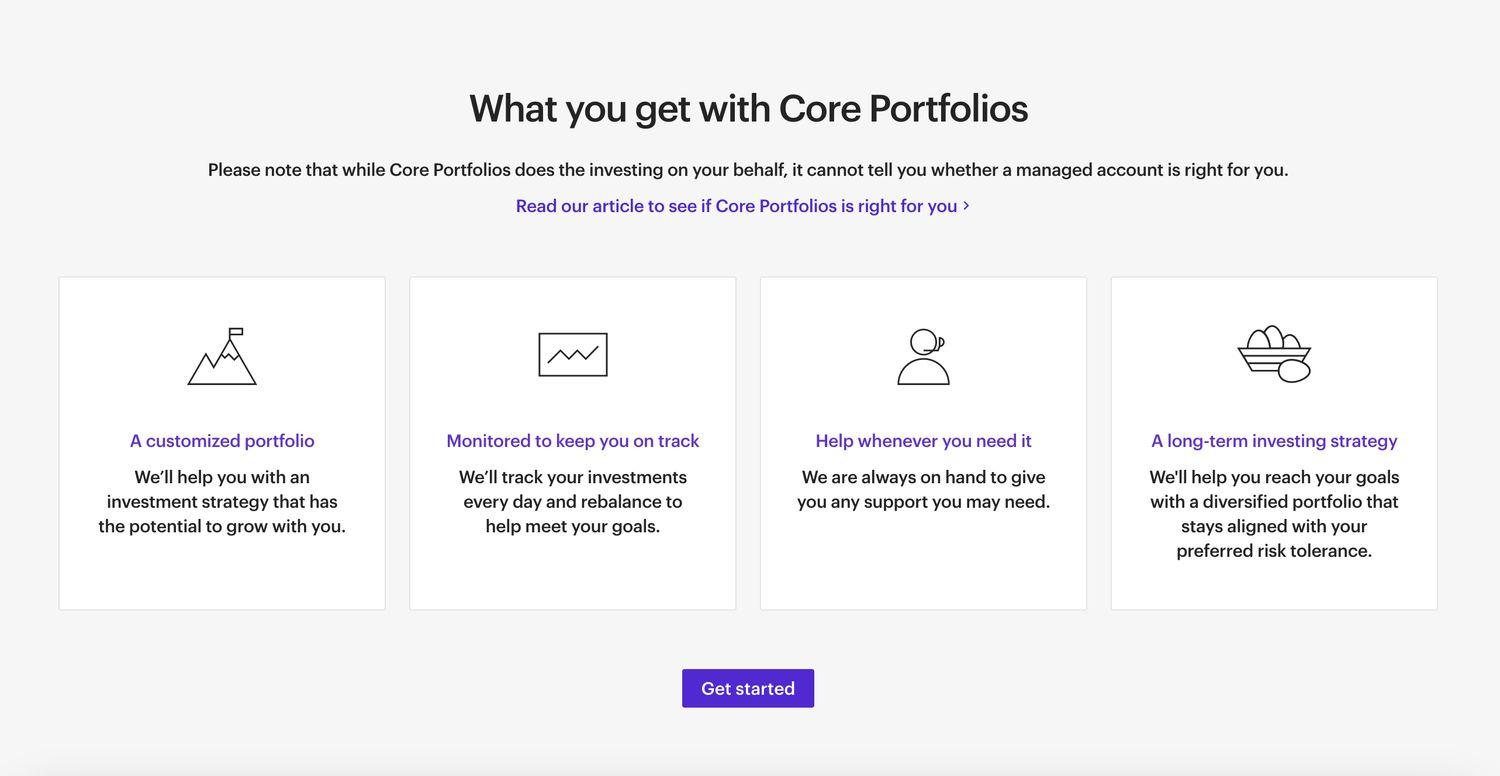 What you get with Core Portfolios
Please note that while Core Portfolios does the investing on your behalf, it cannot tell you whether a managed account is right for you.
Read our article to see if Core Portfolios is right for you ›
A customized portfolio
We’ll help you with an
investment strategy that has
the potential to grow with you.
Monitored to keep you on track
We’ll track your investments
every day and rebalance to
help meet your goals.
Help whenever you need it
We are always on hand to give
you any support you may need.
A long-term investing strategy
We'll help you reach your goals
with a diversified portfolio that
stays aligned with your
preferred risk tolerance.
Get started